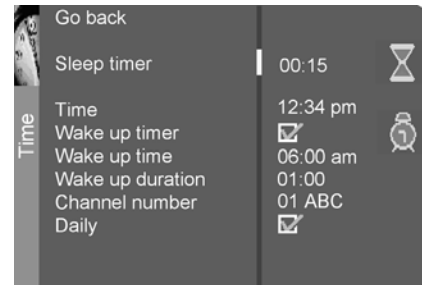 Go back
Sleep timer 00:15
Time 12:34 pm
Wake up timer
Wake up time 06:00 am
Wake up duration 01:00
Channel number 01 ABC
Daily
Time